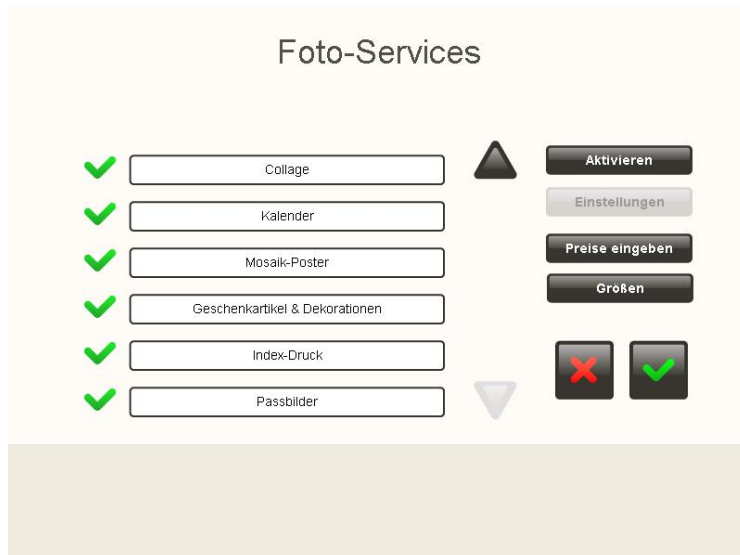 Foto-Services
Collage
Kalender
Mosaik-Poster
Geschenkartikel & Dekorationen
Index-Druck
Passbilder
Aktivieren
Einstellungen
Preise eingeben
Größen